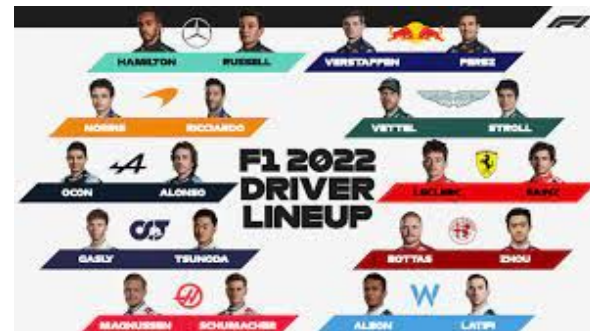 F1
HAMILTON RUSSELL
VERSTAPPEN PEREZ
NORRIS RICCIARDO
VETTEL STROLL
F1 2022
DRIVER
LINEUP
OCON ALONSO
LECLERC SAINZ
GASLY TSUNODA
BOTTAS ZHOU
MAGNUSSEN SCHUMACHER
ALBON LATIFI